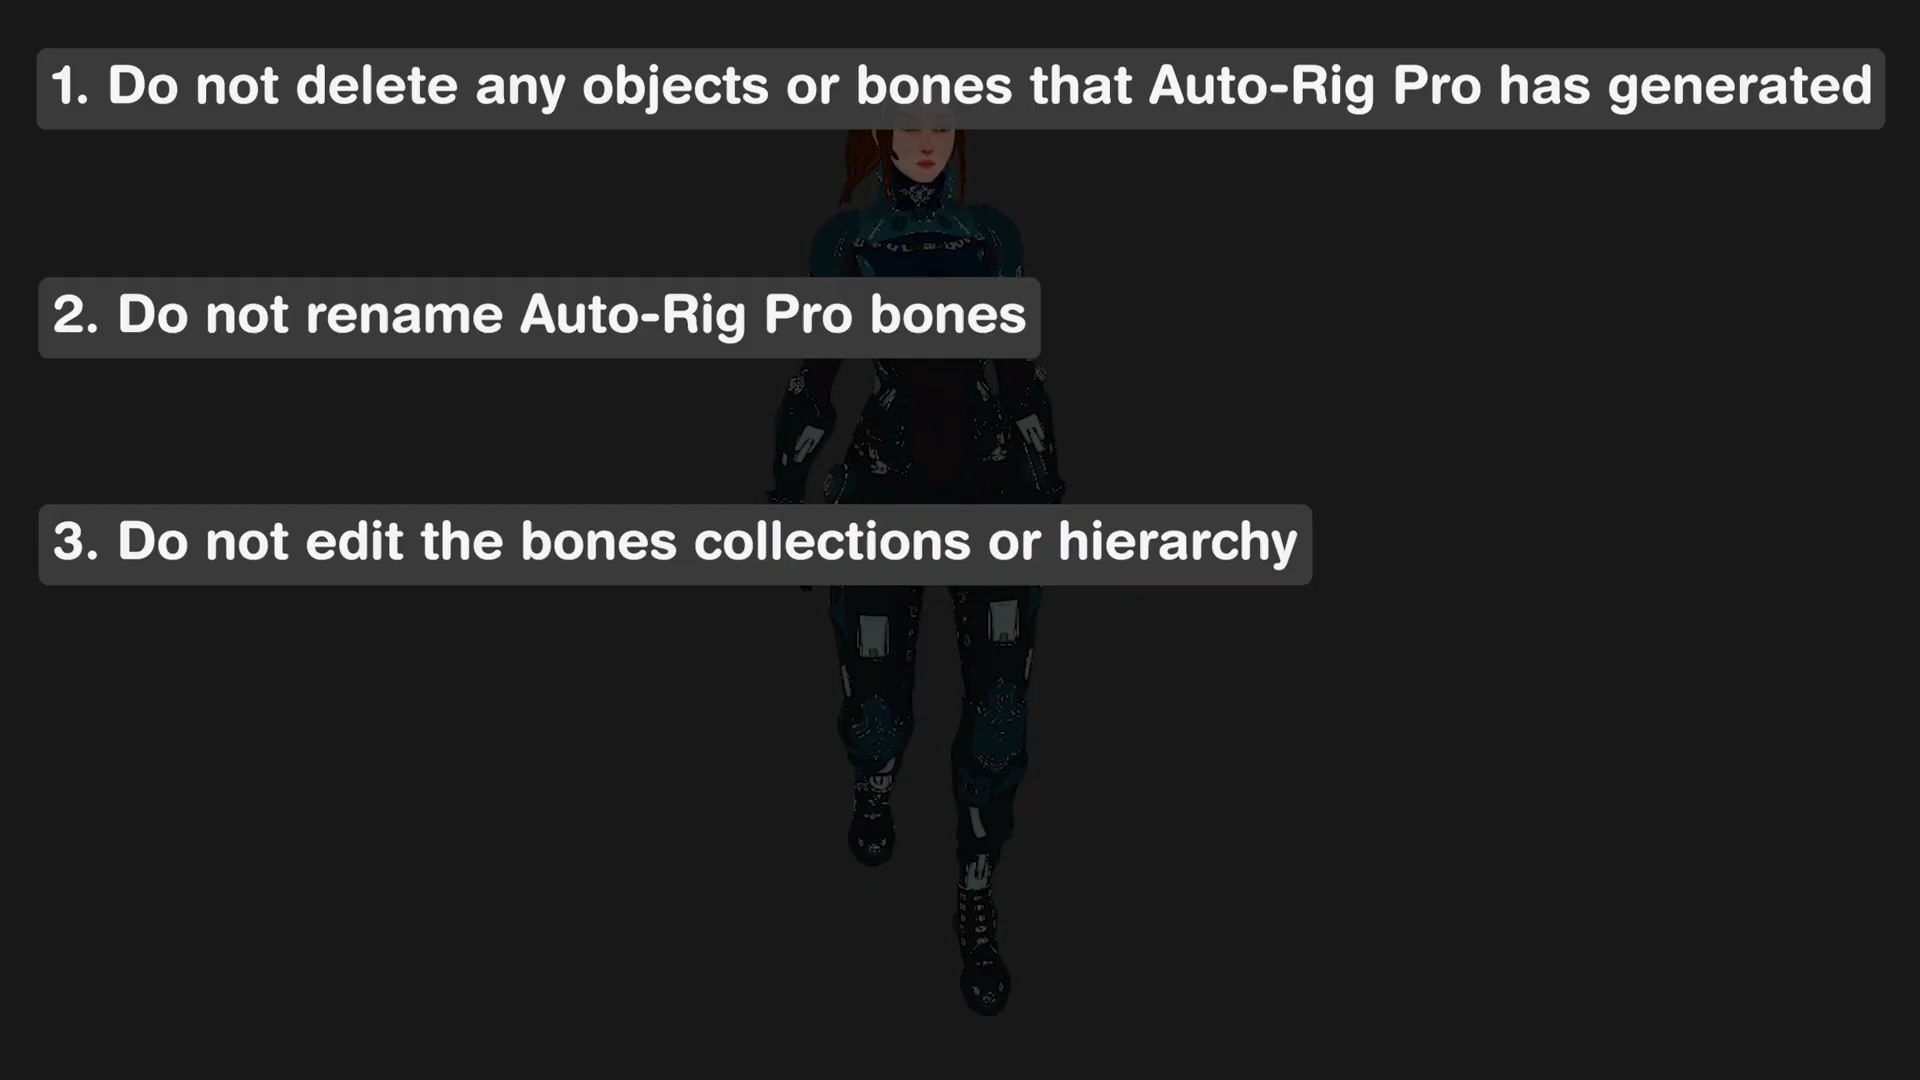 1. Do not delete any objects or bones that Auto-Rig Pro has generated
2. Do not rename Auto-Rig Pro bones
3. Do not edit the bones collections or hierarchy